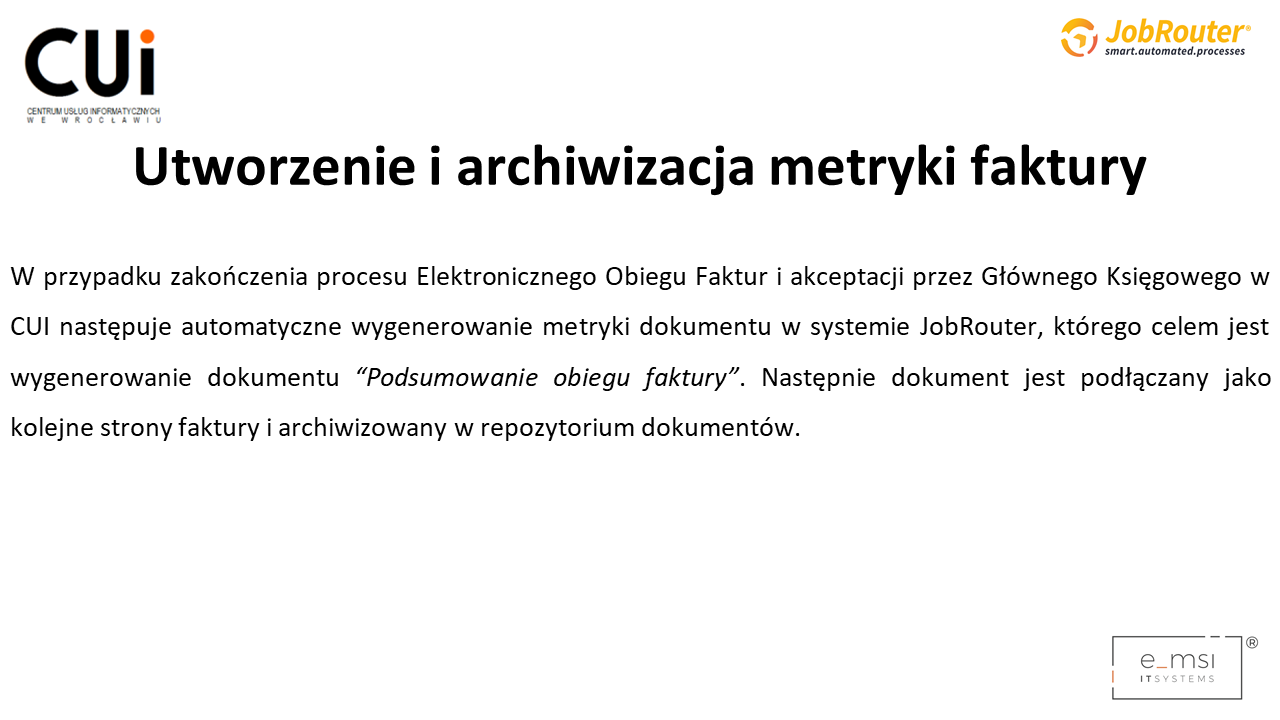 CUi
CENTRUM USŁUG INFORMATYCZNYCH
WE WROCŁAWIU
JobRouter®
smart.automated.processes
Utworzenie i archiwizacja metryki faktury
W przypadku zakończenia procesu Elektronicznego Obiegu Faktur i akceptacji przez Głównego Księgowego w
CUI następuje automatyczne wygenerowanie metryki dokumentu w systemie JobRouter, którego celem jest
wygenerowanie dokumentu “Podsumowanie obiegu faktury”. Następnie dokument jest podłączany jako
kolejne strony faktury i archiwizowany w repozytorium dokumentów.
e_msi ®
ITSYSTEMS